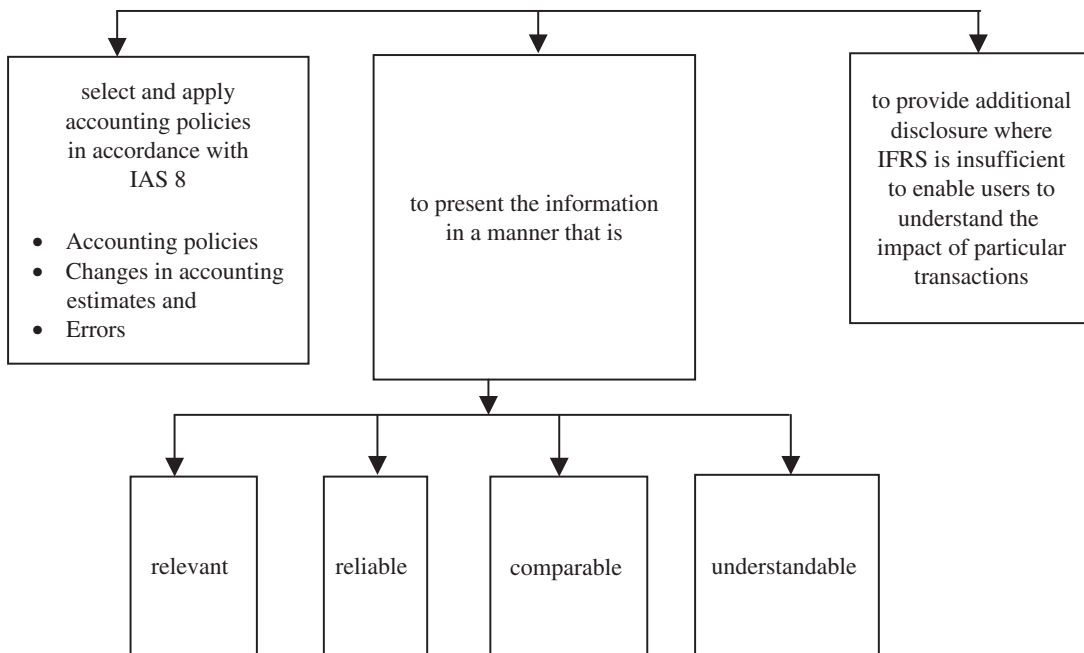 select and apply
accounting policies
in accordance with
IAS 8
• Accounting policies
• Changes in accounting
estimates and
• Errors
to present the information
in a manner that is
to provide additional
disclosure where
IFRS is insufficient
to enable users to
understand the
impact of particular
transactions
relevant
reliable
comparable
understandable